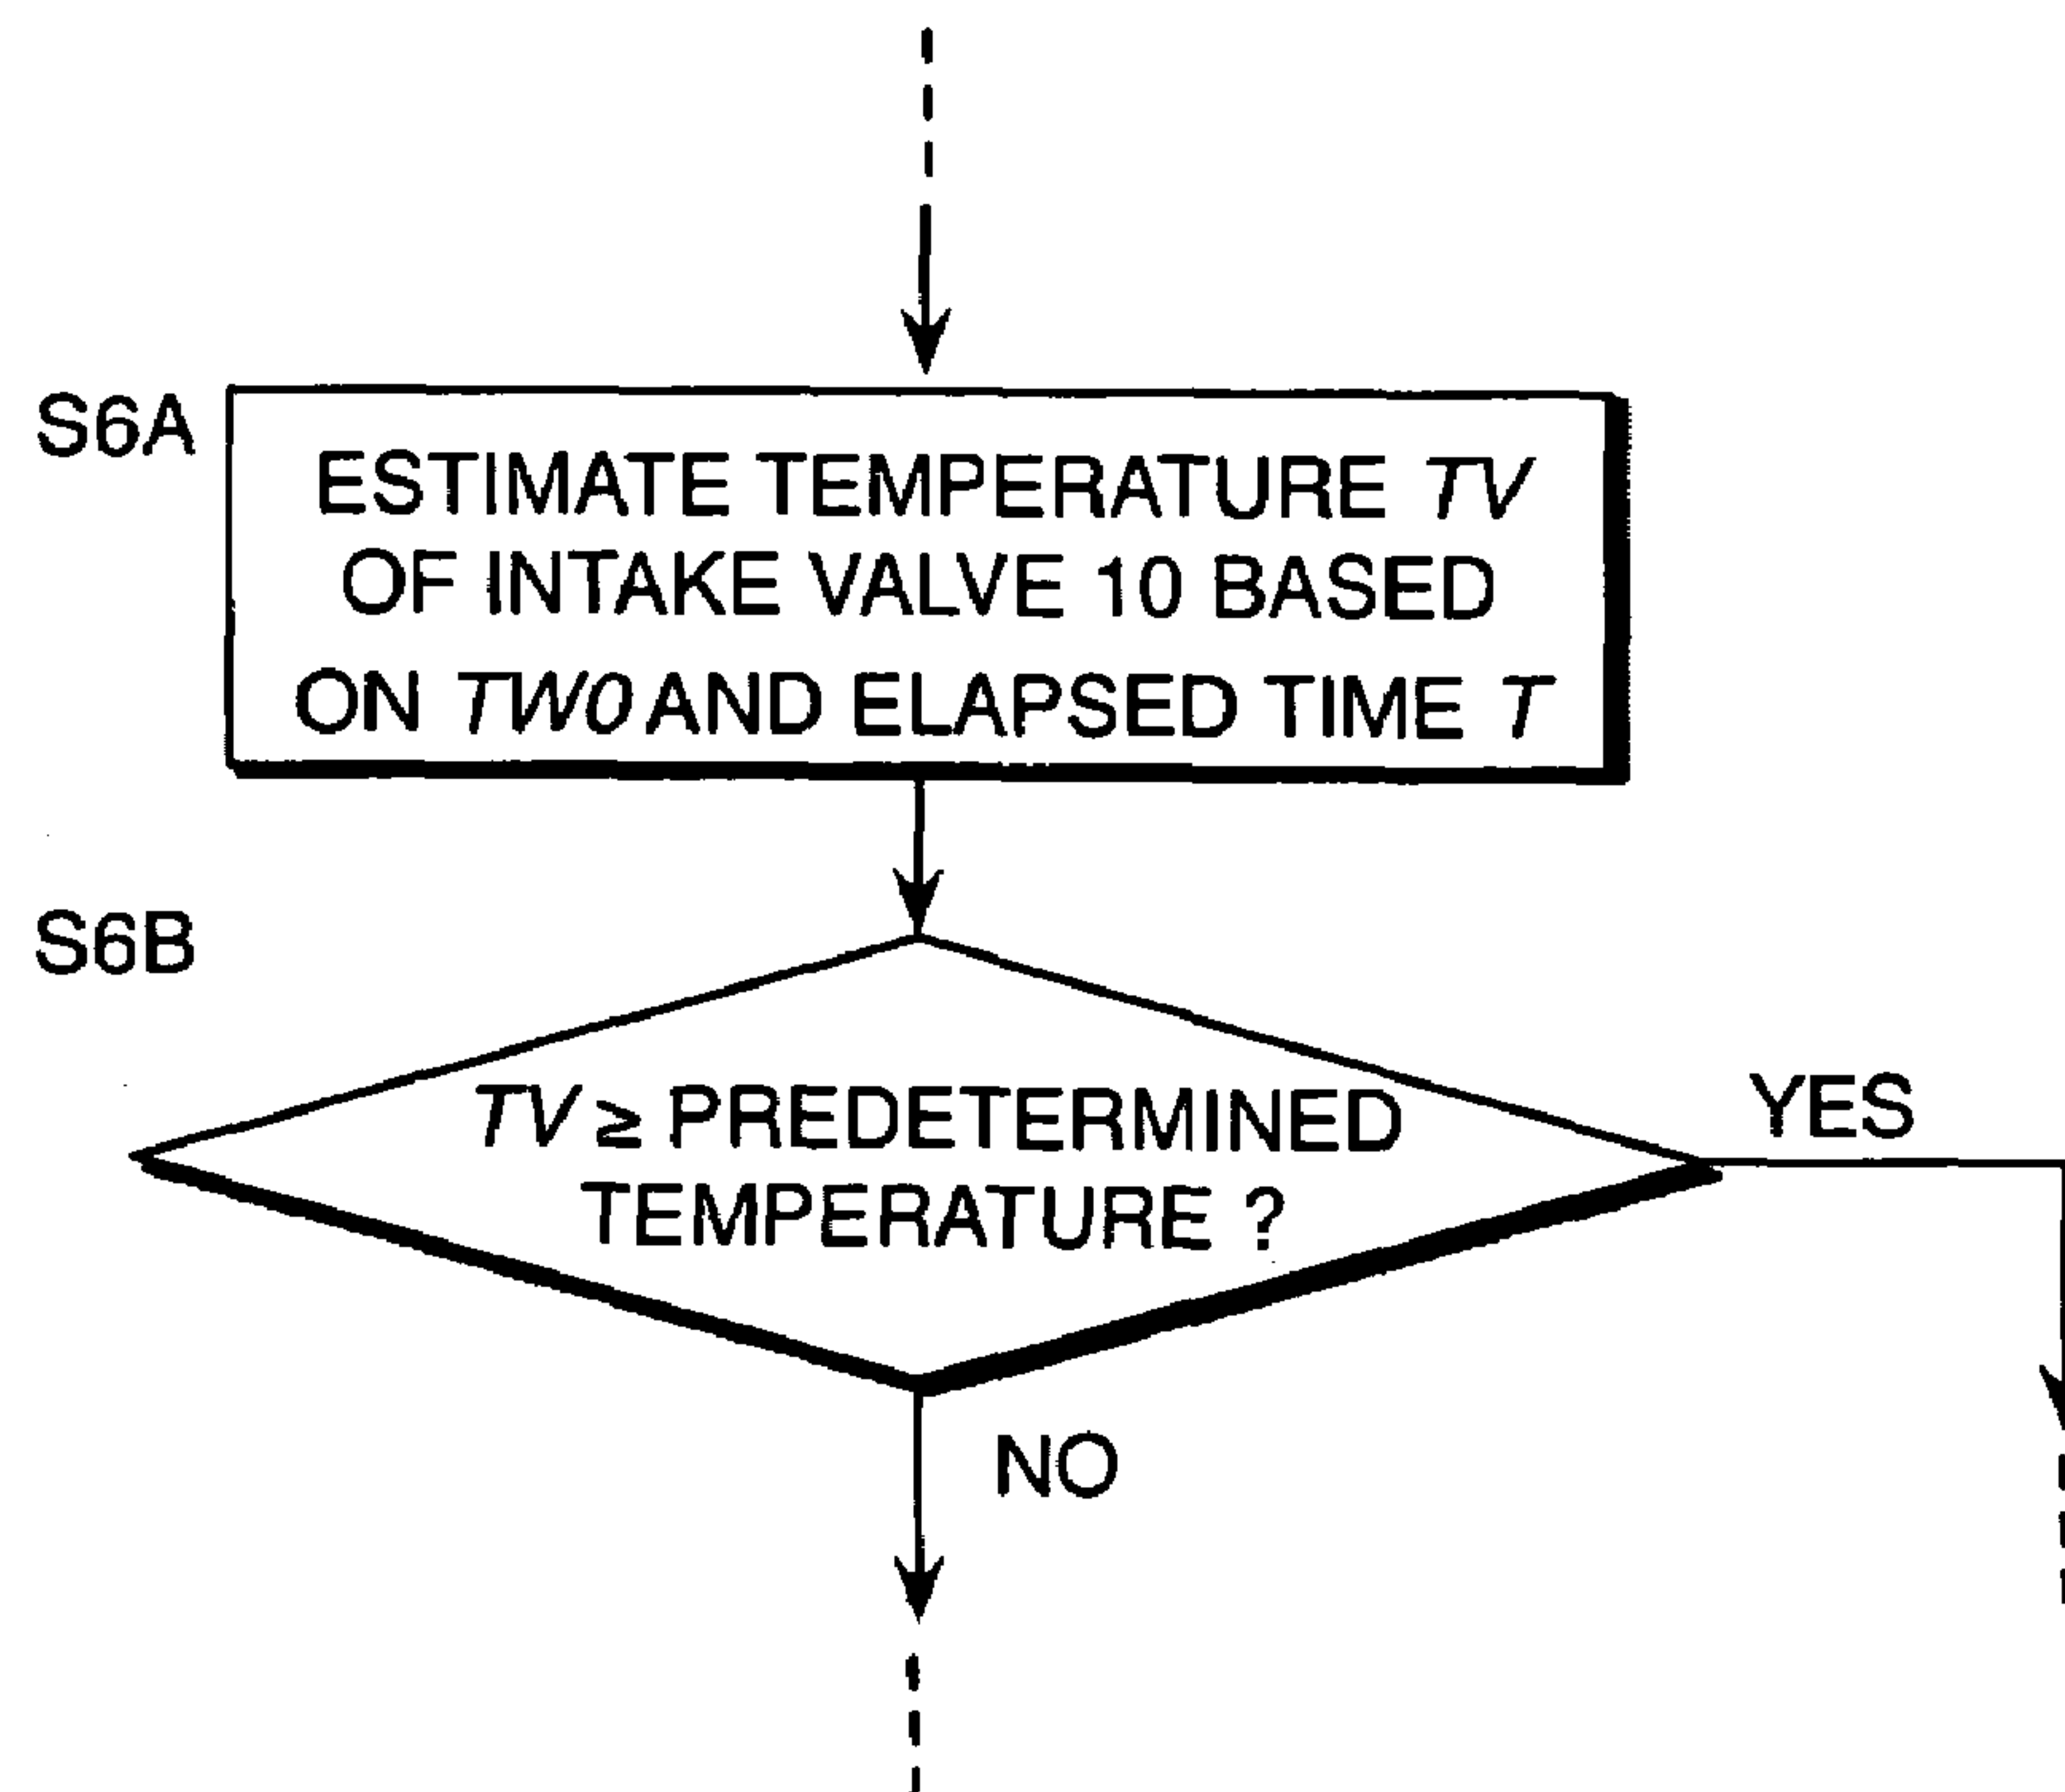 S6A
ESTIMATE TEMPERATURE TV
OF INTAKE VALVE 10 BASED
ON TW0 AND ELAPSED TIME T
S6B
TV ≥ PREDETERMINED
TEMPERATURE ?
YES
NO